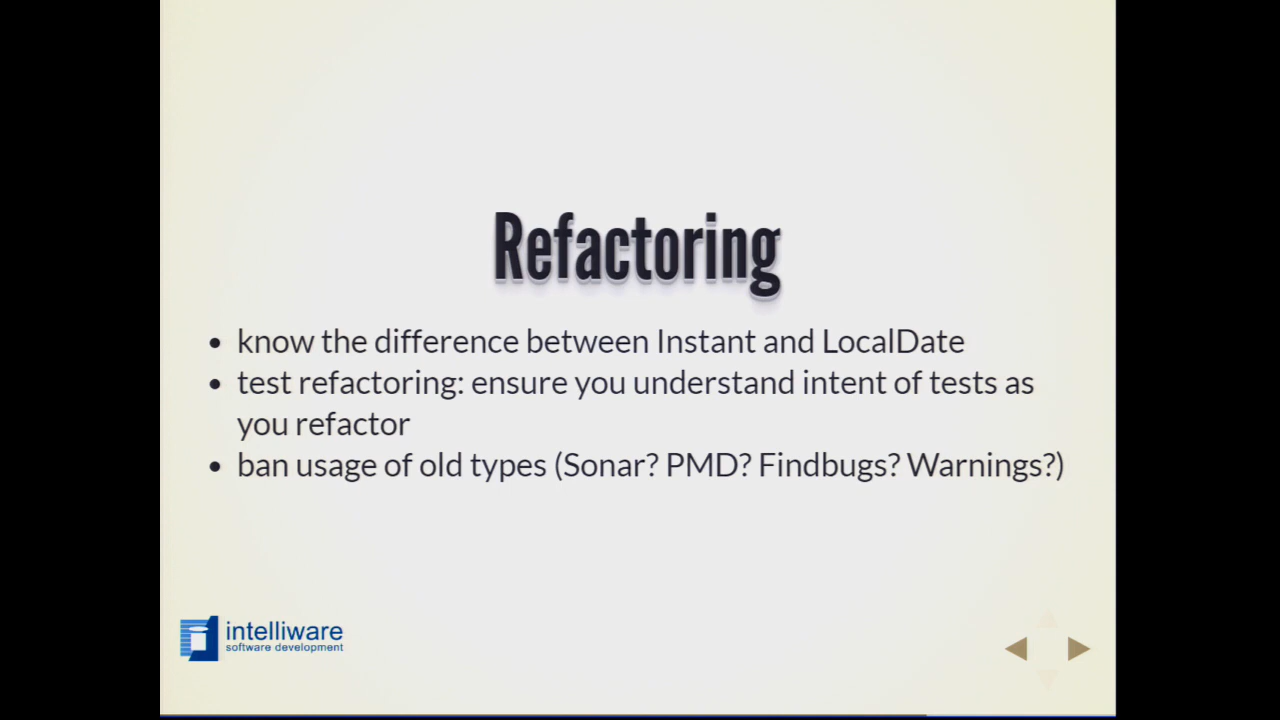 Refactoring
• know the difference between Instant and LocalDate
• test refactoring: ensure you understand intent of tests as
you refactor
• ban usage of old types (Sonar? PMD? Findbugs? Warnings?)
intelliware
software development